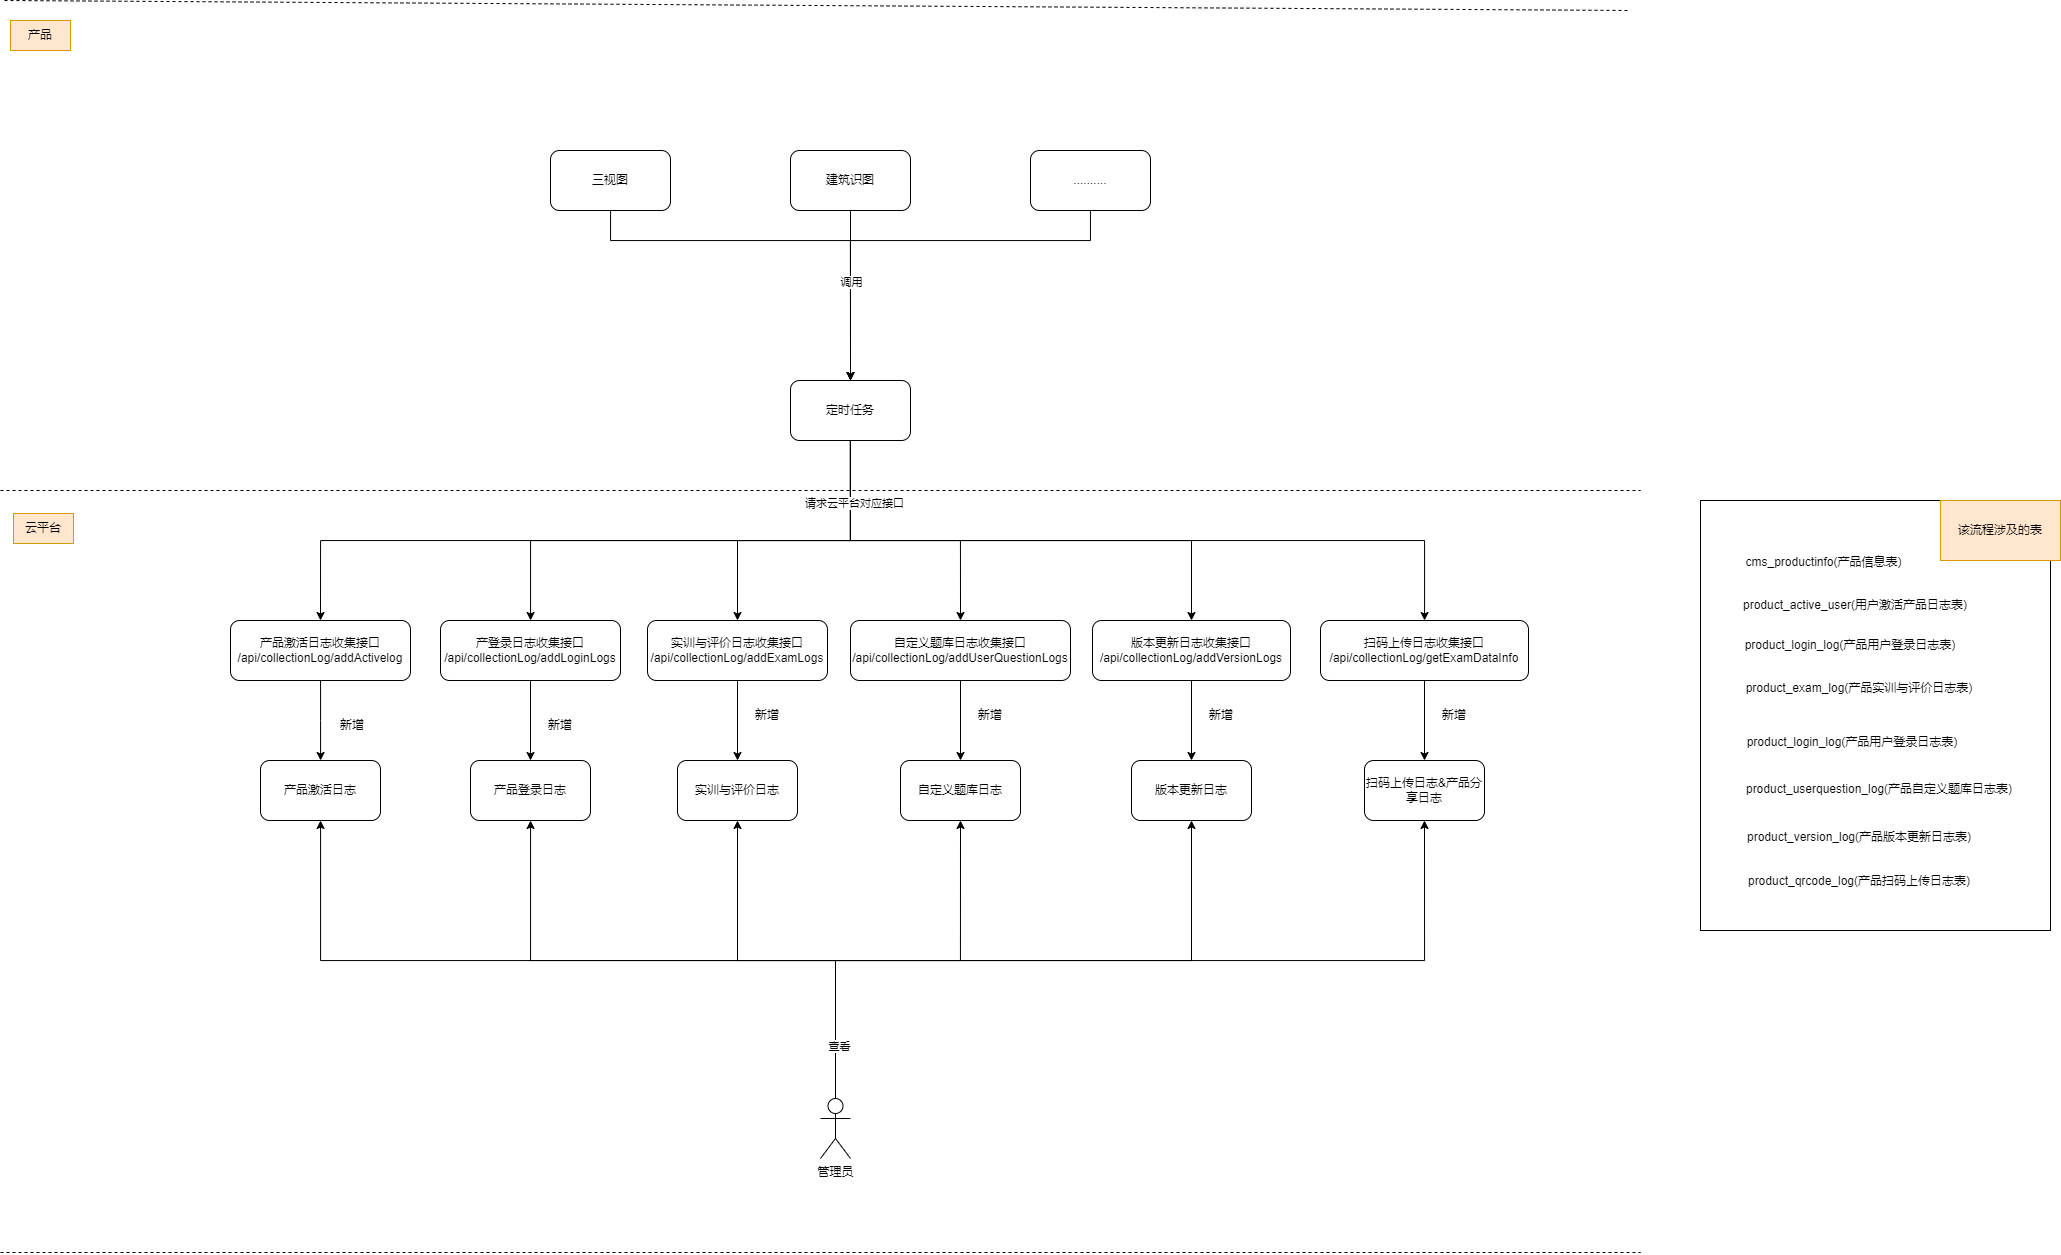 产品
三视图
建筑识图
..........
调用
定时任务
请求云平台对应接口
云平台
产品激活日志收集接口
/api/collectionLog/addActivelog
产登录日志收集接口
/api/collectionLog/addLoginLogs
实训与评价日志收集接口
/api/collectionLog/addExamLogs
自定义题库日志收集接口
/api/collectionLog/addUserQuestionLogs
版本更新日志收集接口
/api/collectionLog/addVersionLogs
扫码上传日志收集接口
/api/collectionLog/getExamDataInfo
新增
新增
新增
新增
新增
新增
产品激活日志
产品登录日志
实训与评价日志
自定义题库日志
版本更新日志
扫码上传日志&产品分
享日志
查看
管理员
该流程涉及的表
cms_productinfo(产品信息表)
product_active_user(用户激活产品日志表)
product_login_log(产品用户登录日志表)
product_exam_log(产品实训与评价日志表)
product_login_log(产品用户登录日志表)
product_userquestion_log(产品自定义题库日志表)
product_version_log(产品版本更新日志表)
product_qrcode_log(产品扫码上传日志表)